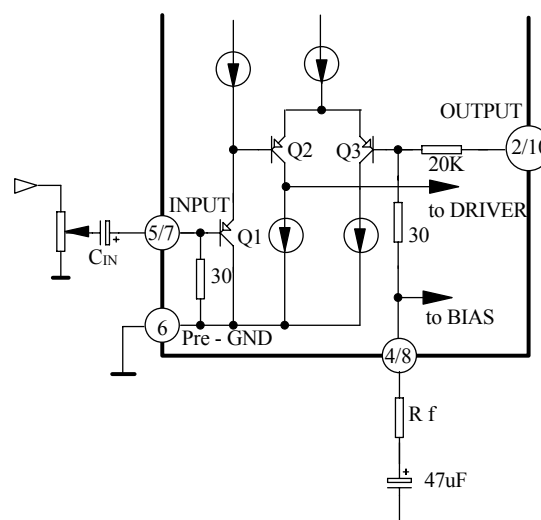 OUTPUT
2/10
Q2
Q3
20K
INPUT
to DRIVER
5/7
Q1
30
CIN
+
30
6
Pre - GND
to BIAS
4/8
R f
+
47uF